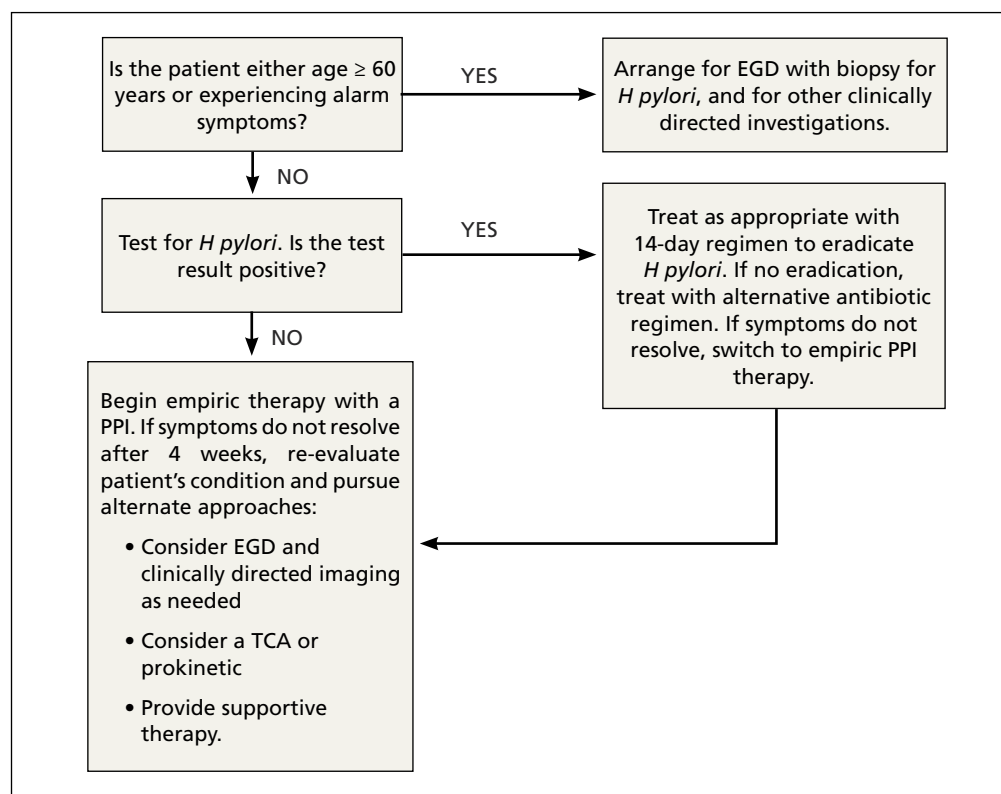 Is the patient either age ≥ 60
years or experiencing alarm
symptoms?
YES
Arrange for EGD with biopsy for
H pylori, and for other clinically
directed investigations.
NO
Test for H pylori. Is the test
result positive?
YES
Treat as appropriate with
14-day regimen to eradicate
H pylori. If no eradication,
treat with alternative antibiotic
regimen. If symptoms do not
resolve, switch to empiric PPI
therapy.
NO
Begin empiric therapy with a
PPI. If symptoms do not resolve
after 4 weeks, re-evaluate
patient’s condition and pursue
alternate approaches:
• Consider EGD and
clinically directed imaging
as needed
• Consider a TCA or
prokinetic
• Provide supportive
therapy.